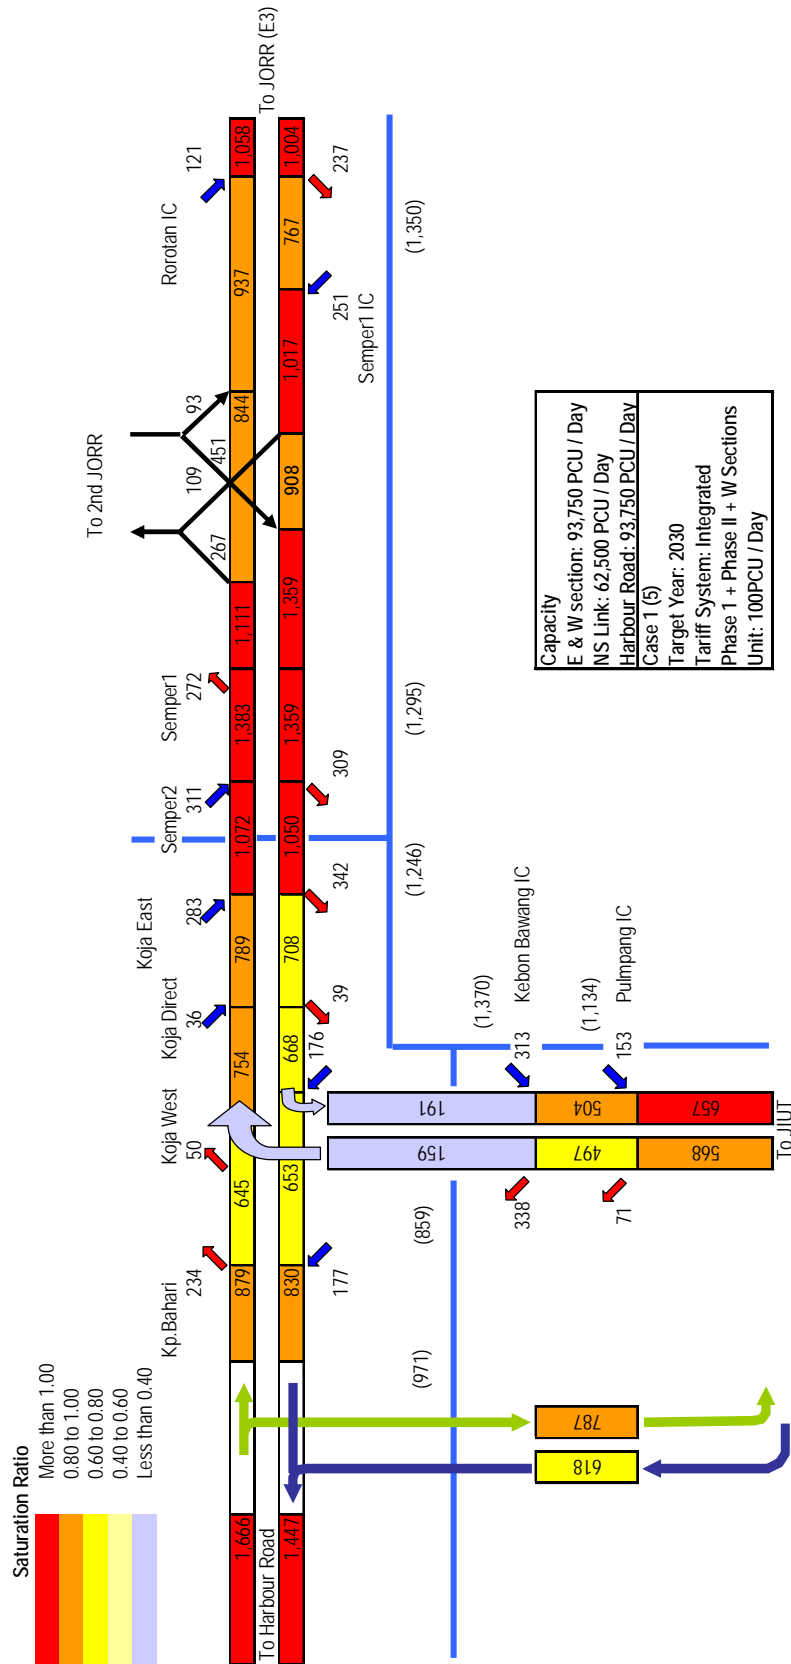 Saturation Ratio
More than 1.00
0.80 to 1.00
0.60 to 0.80
0.40 to 0.60
Less than 0.40
To 2nd JORR
Kp.Bahari
Koja West
Koja Direct
Koja East
Semper2
Semper1
Rorotan IC
234
50
36
283
311
272
267
109
451
93
121
1,666
879
645
754
789
1,072
1,383
1,111
844
937
1,058
To Harbour Road
To JORR (E3)
1,447
830
653
668
708
1,050
1,359
1,359
908
1,017
767
1,004
177
176
39
342
309
251
237
Semper1 IC
(971)
(859)
(1,246)
(1,295)
(1,350)
(1,370)
159
191
338
313
Kebon Bawang IC
(1,134)
618
787
497
504
71
153
Pulmpang IC
568
657
To JIUT
Capacity
E & W section: 93,750 PCU / Day
NS Link: 62,500 PCU / Day
Harbour Road: 93,750 PCU / Day
Case 1 (5)
Target Year: 2030
Tariff System: Integrated
Phase 1 + Phase II + W Sections
Unit: 100PCU / Day